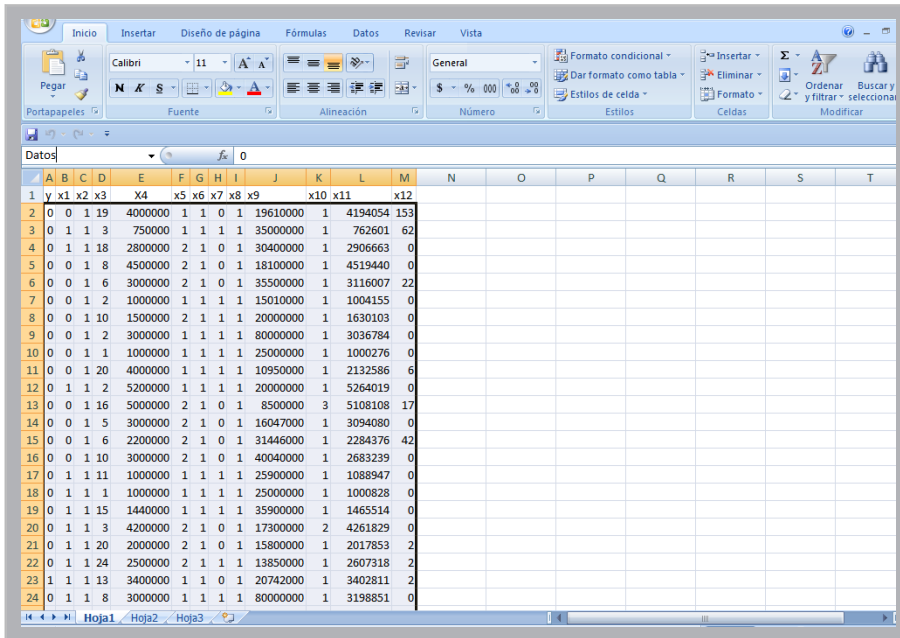 Inicio Insertar Diseño de página Fórmulas Datos Revisar Vista
Pegar
Calibri 11 A A
N K S A
General
$ % 000
Formato condicional
Dar formato como tabla
Estilos de celda
Insertar
Eliminar
Formato
Σ
Ordenar y filtrar
Buscar y seleccionar
Portapapeles Fuente Alineación Número Estilos Celdas Modificar
Datos fx 0
A B C D E F G H I J K L M N O P Q R S T
1 y x1 x2 x3 X4 x5 x6 x7 x8 x9 x10 x11 x12
2 0 0 1 19 4000000 1 1 0 1 19610000 1 4194054 153
3 0 1 1 3 750000 1 1 1 1 35000000 1 762601 62
4 0 1 1 18 2800000 2 1 0 1 30400000 1 2906663 0
5 0 0 1 8 4500000 2 1 0 1 18100000 1 4519440 0
6 0 0 1 6 3000000 2 1 0 1 35500000 1 3116007 22
7 0 0 1 2 1000000 1 1 1 1 15010000 1 1004155 0
8 0 0 1 10 1500000 2 1 1 1 20000000 1 1630103 0
9 0 0 1 2 3000000 1 1 1 1 80000000 1 3036784 0
10 0 0 1 1 1000000 1 1 1 1 25000000 1 1000276 0
11 0 0 1 20 4000000 1 1 1 1 10950000 1 2132586 6
12 0 1 1 2 5200000 1 1 1 1 20000000 1 5264019 0
13 0 0 1 16 5000000 2 1 0 1 8500000 3 5108108 17
14 0 0 1 5 3000000 2 1 0 1 16047000 1 3094080 0
15 0 0 1 6 2200000 2 1 0 1 31446000 1 2284376 42
16 0 0 1 10 3000000 2 1 0 1 40040000 1 2683239 0
17 0 1 1 11 1000000 1 1 1 1 25900000 1 1088947 0
18 0 1 1 1 1000000 1 1 1 1 25000000 1 1000828 0
19 0 1 1 15 1440000 1 1 1 1 35900000 1 1465514 0
20 0 1 1 3 4200000 2 1 0 1 17300000 2 4261829 0
21 0 1 1 20 2000000 2 1 0 1 15800000 1 2017853 2
22 0 1 1 24 2500000 2 1 1 1 13850000 1 2607318 2
23 1 1 1 13 3400000 1 1 0 1 20742000 1 3402811 2
24 0 1 1 8 3000000 1 1 1 1 80000000 1 3198851 0
Hoja1 Hoja2 Hoja3